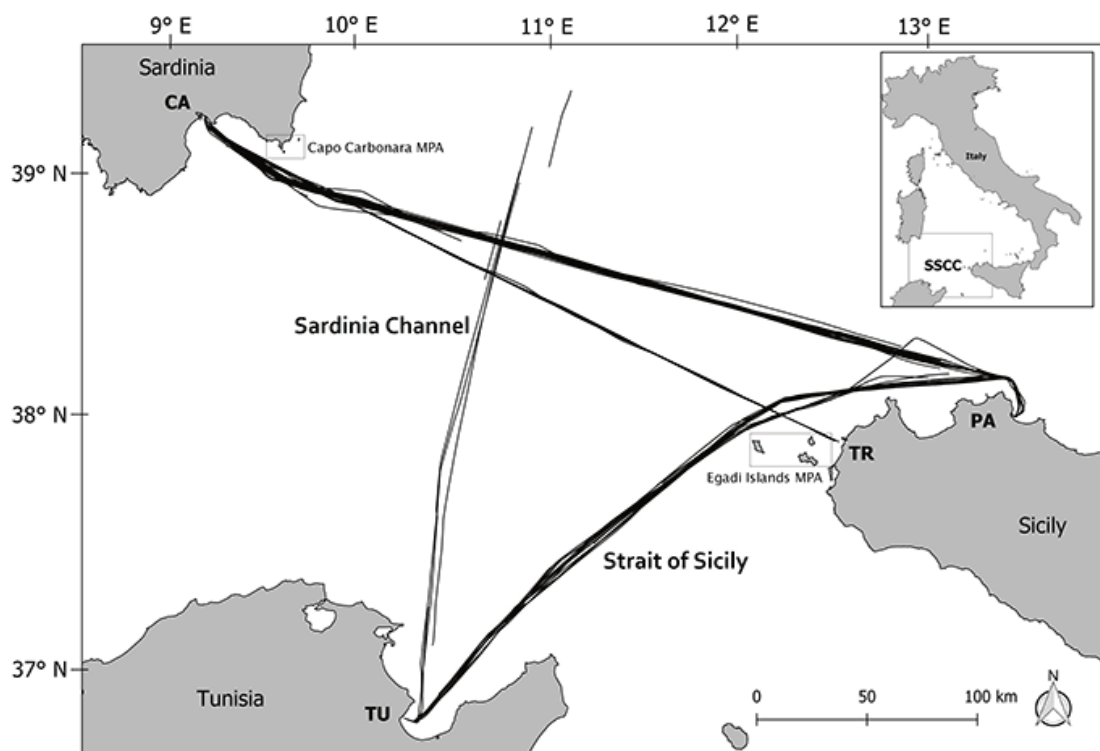 9° E 10° E 11° E 12° E 13° E
Sardinia
CA
Capo Carbonara MPA
Italy
39° N
SSCC
Sardinia Channel
38° N
PA
TR
Egadi Islands MPA
Sicily
Strait of Sicily
37° N
Tunisia
TU
N
0 50 100 km